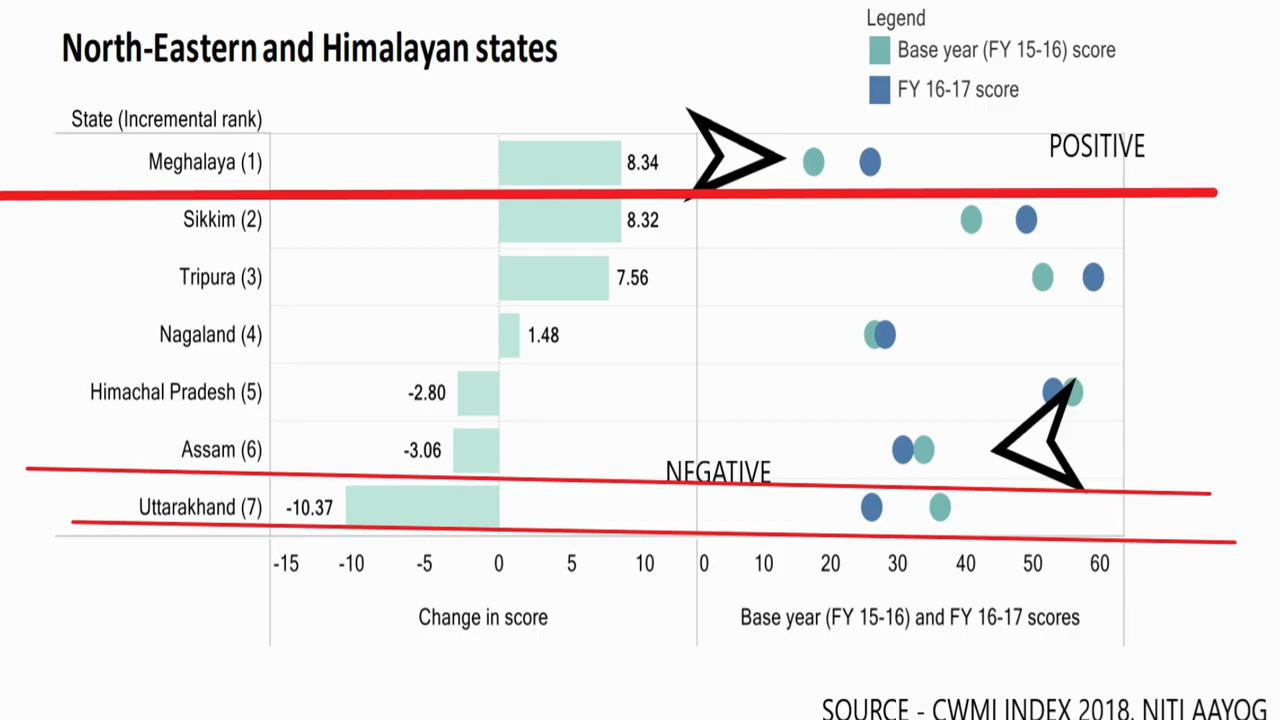 North-Eastern and Himalayan states
Legend
Base year (FY 15-16) score
FY 16-17 score
State (Incremental rank)
POSITIVE
Meghalaya (1) 8.34
Sikkim (2) 8.32
Tripura (3) 7.56
Nagaland (4) 1.48
Himachal Pradesh (5) -2.80
Assam (6) -3.06
NEGATIVE
Uttarakhand (7) -10.37
-15 -10 -5 0 5 10 0 10 20 30 40 50 60
Change in score Base year (FY 15-16) and FY 16-17 scores
SOURCE - CWMI INDEX 2018, NITI AAYOG